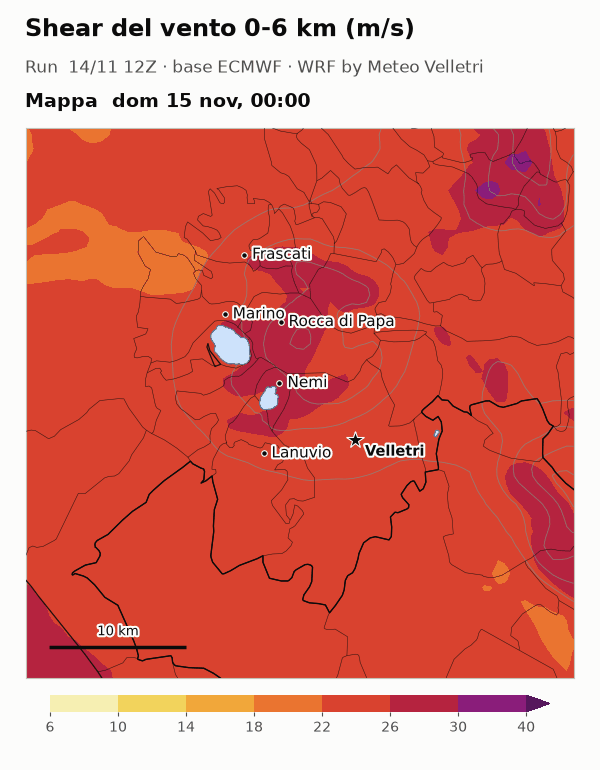 Shear del vento 0-6 km (m/s)
Run  14/11 12Z · base ECMWF · WRF by Meteo Velletri
Mappa  dom 15 nov, 00:00
Frascati
Marino
Rocca di Papa
Nemi
Velletri
Lanuvio
10 km
6 10 14 18 22 26 30 40